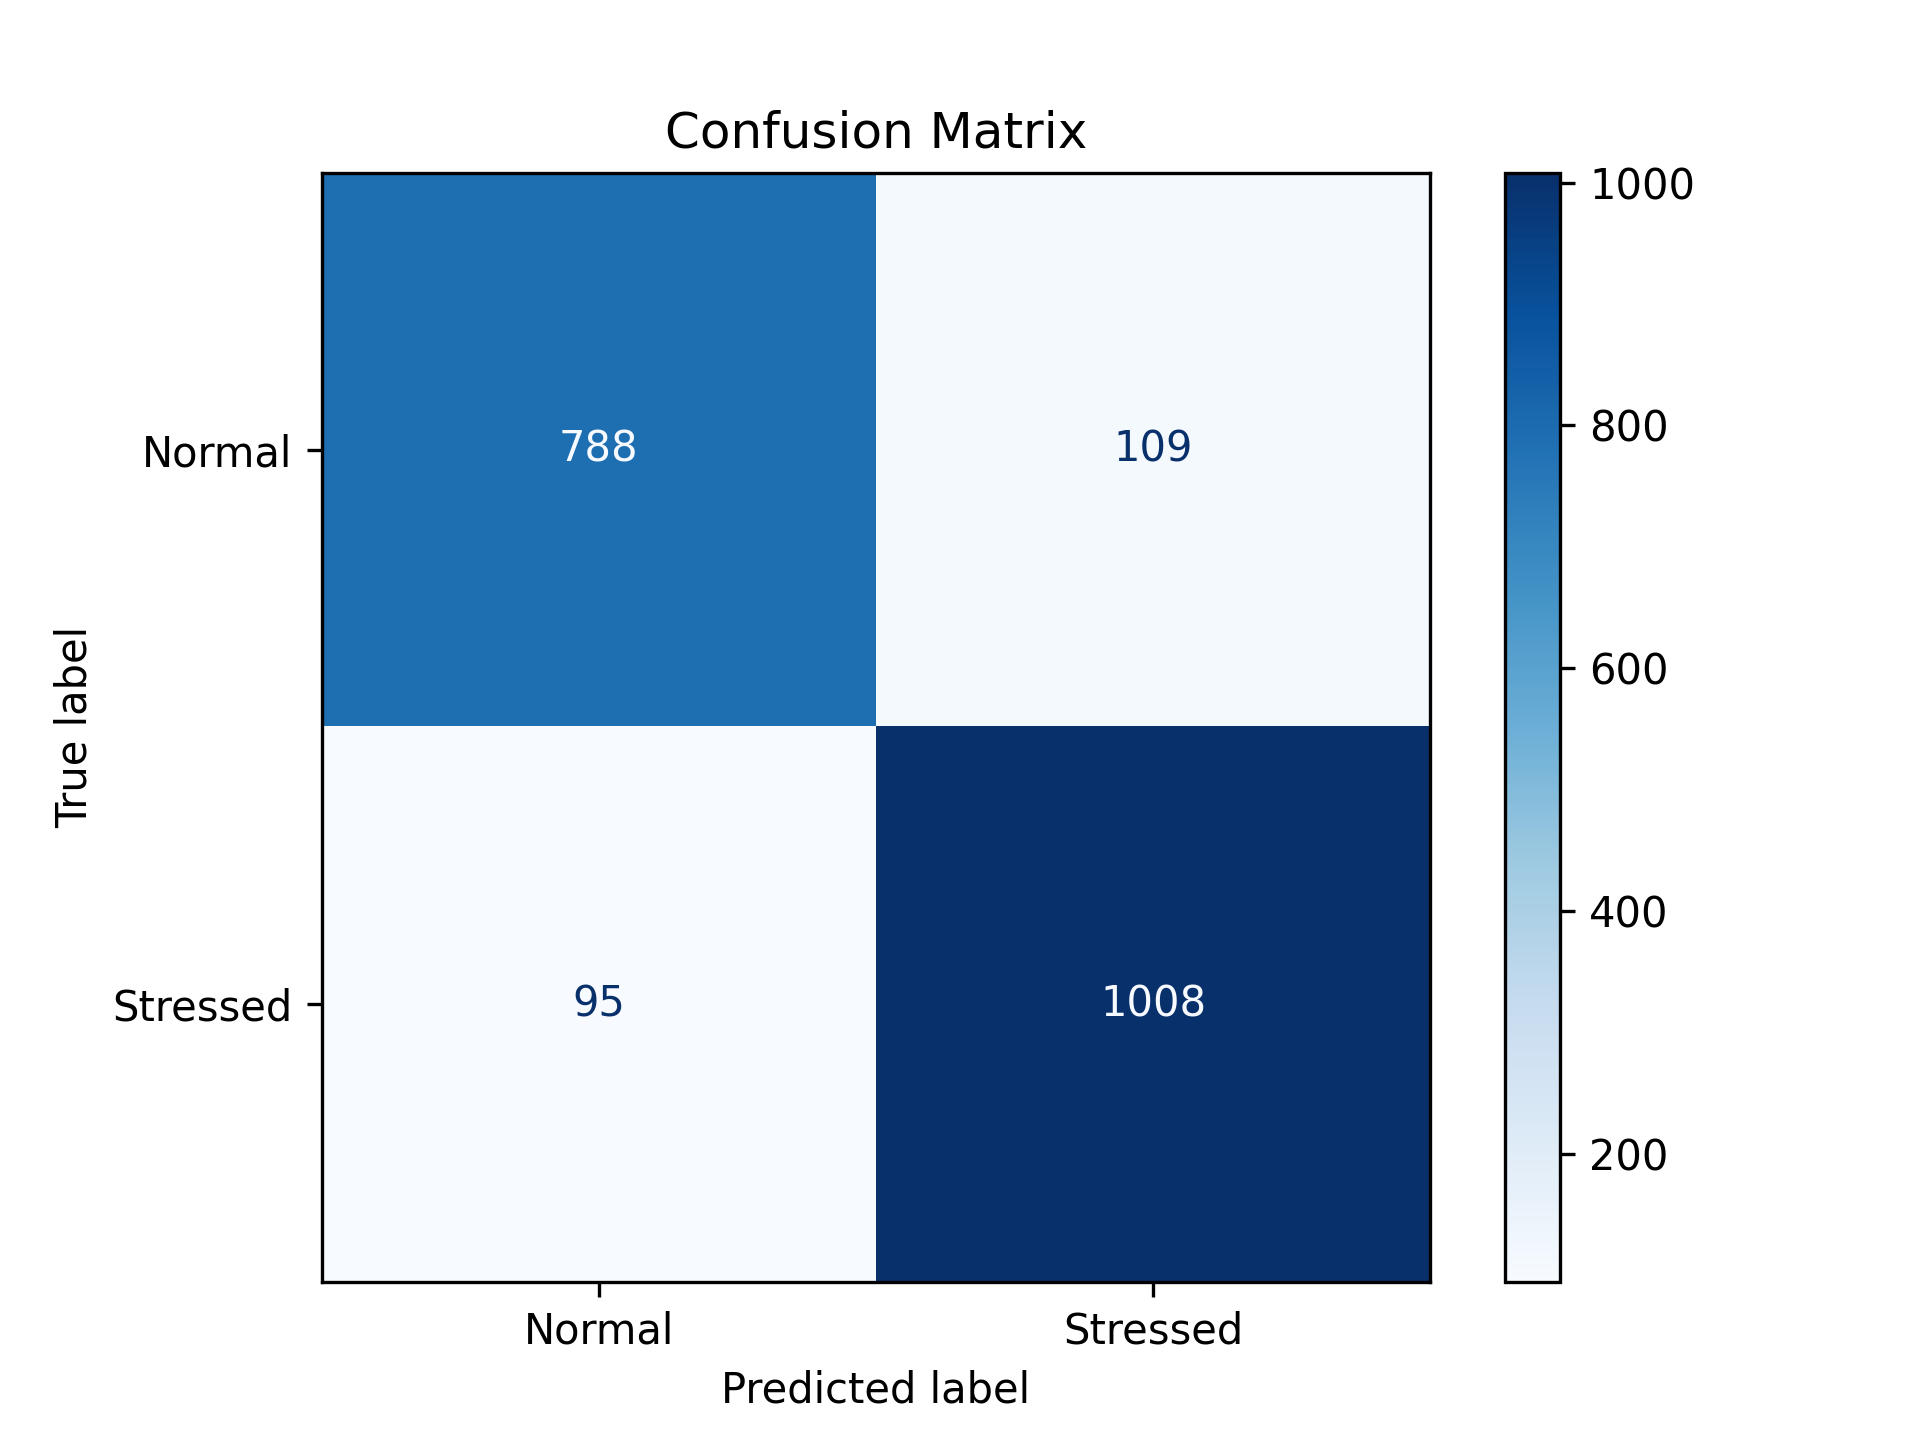 Confusion Matrix
1000
800
600
400
200
True label
Normal
788
109
Stressed
95
1008
Normal
Stressed
Predicted label